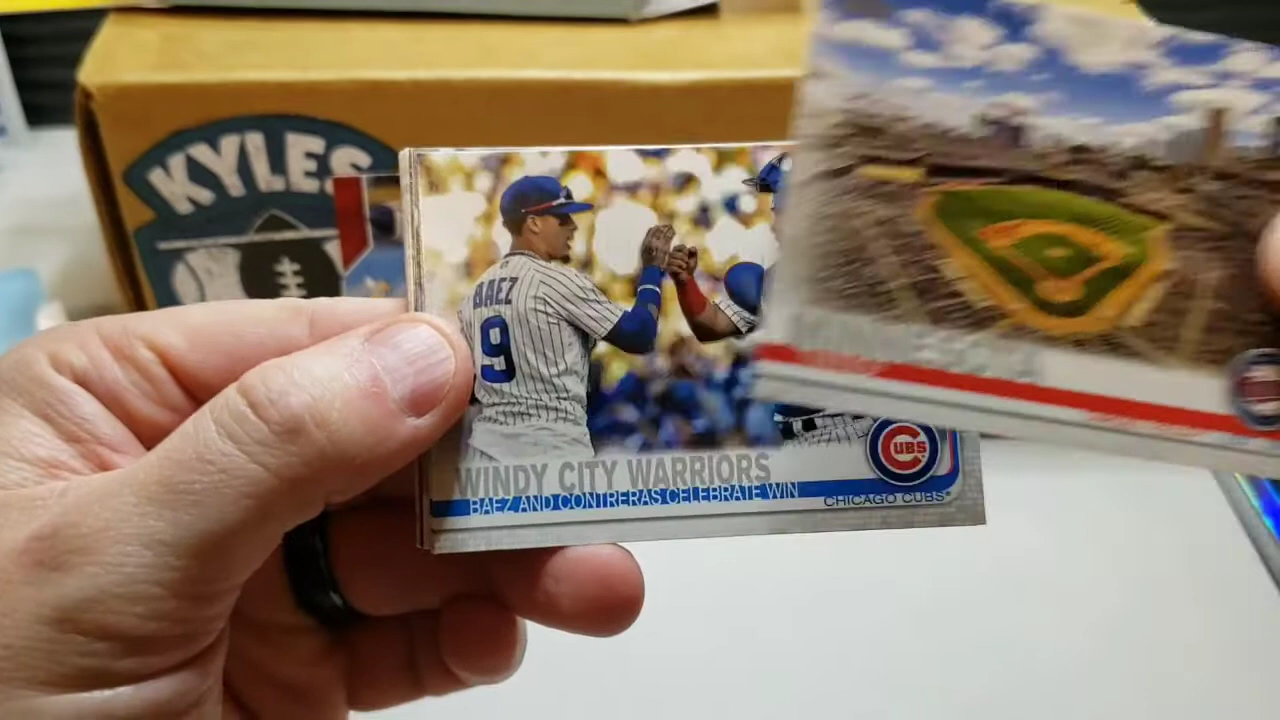 KYLES
BAEZ
9
CUBS
WINDY CITY WARRIORS
BAEZ AND CONTRERAS CELEBRATE WIN
CHICAGO CUBS